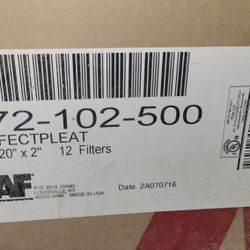 72-102-500
FECTPLEAT
20" x 2" 12 Filters
AF
P.O. BOX 35690
LOUISVILLE, KY
40232-5690 MADE IN USA
Date 2A070716